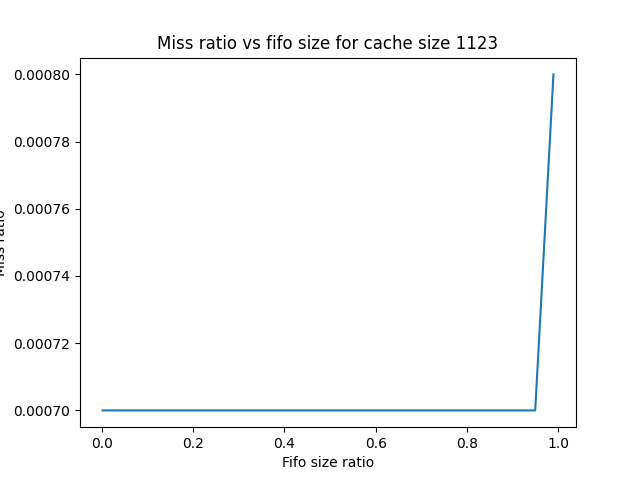 Miss ratio vs fifo size for cache size 1123
0.00080
0.00078
0.00076
0.00074
0.00072
0.00070
Miss ratio
0.0 0.2 0.4 0.6 0.8 1.0
Fifo size ratio